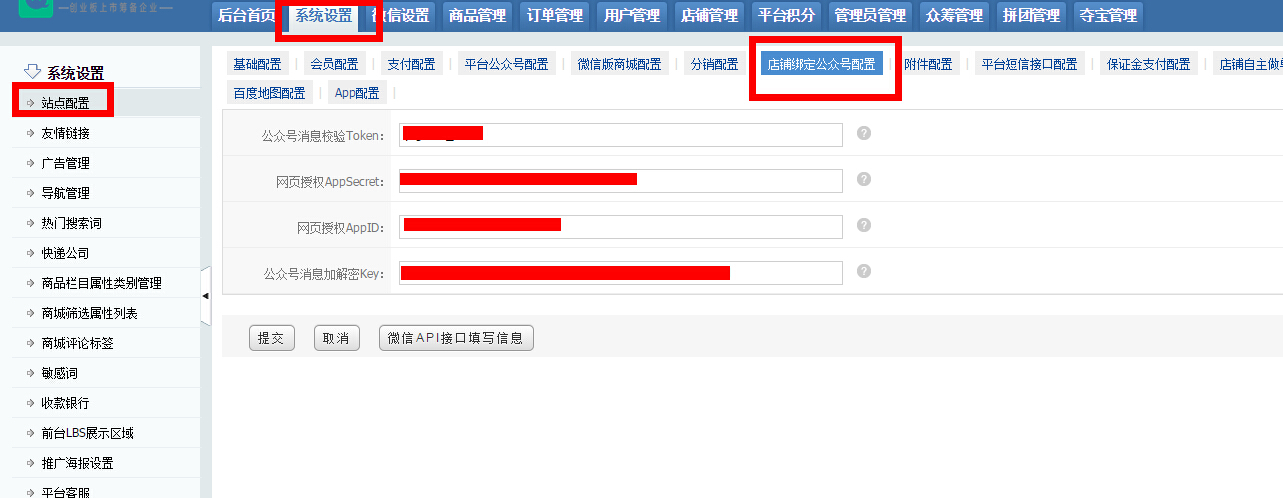 创业板上市筹备企业
后台首页 系统设置 微信设置 商品管理 订单管理 用户管理 店铺管理 平台积分 管理员管理 众筹管理 拼团管理 夺宝管理
系统设置
站点配置
友情链接
广告管理
导航管理
热门搜索词
快递公司
商品栏目属性类别管理
商城筛选属性列表
商城评论标签
敏感词
收款银行
前台LBS展示区域
推广海报设置
平台客服
基础配置 | 会员配置 | 支付配置 | 平台公众号配置 | 微信版商城配置 | 分销配置 店铺绑定公众号配置 附件配置 | 平台短信接口配置 | 保证金支付配置 | 店铺自主做单
百度地图配置 | App配置 |
公众号消息校验Token：
网页授权AppSecret：
网页授权AppID：
公众号消息加解密Key：
提交 取消 微信API接口填写信息